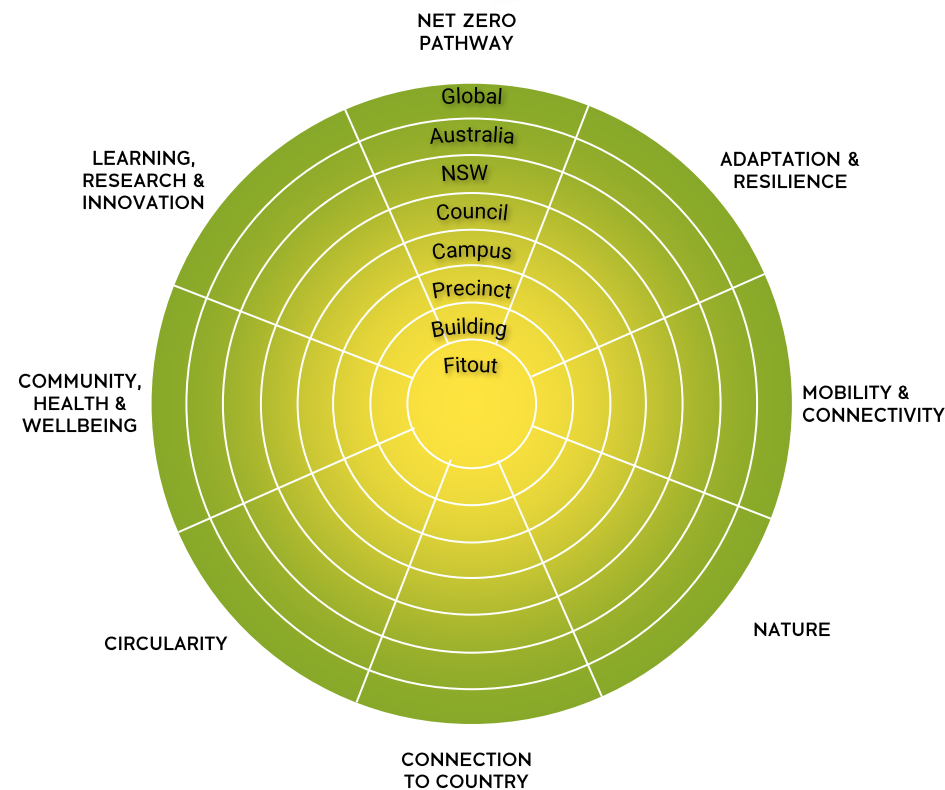 NET ZERO
PATHWAY
Global
Australia
NSW
Council
Campus
Precinct
Building
Fitout
ADAPTATION &
RESILIENCE
MOBILITY &
CONNECTIVITY
NATURE
CONNECTION
TO COUNTRY
CIRCULARITY
COMMUNITY,
HEALTH &
WELLBEING
LEARNING,
RESEARCH &
INNOVATION